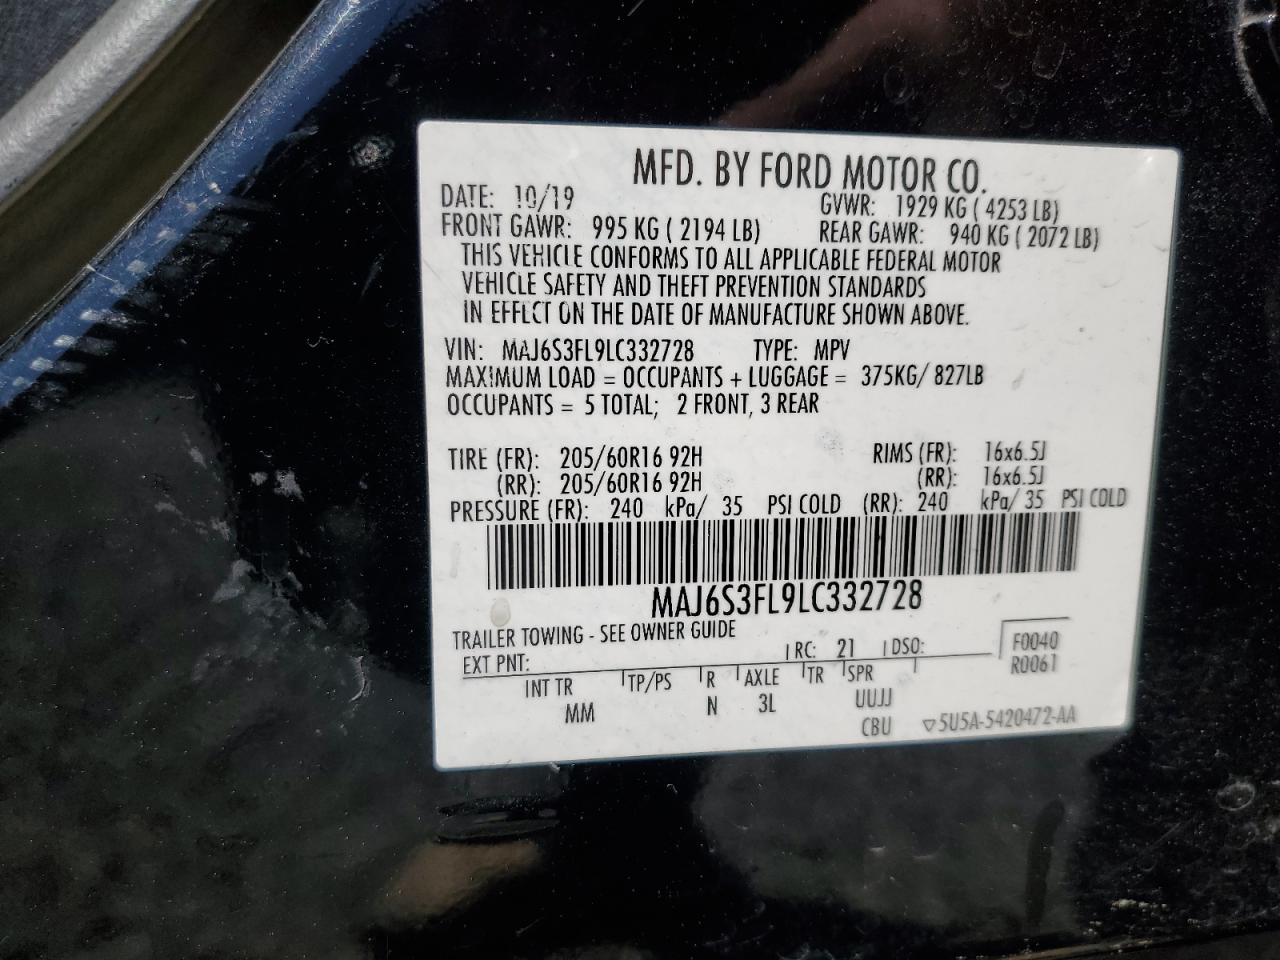 MFD. BY FORD MOTOR CO.
DATE: 10/19 GVWR: 1929 KG ( 4253 LB)
FRONT GAWR: 995 KG ( 2194 LB) REAR GAWR: 940 KG ( 2072 LB)
THIS VEHICLE CONFORMS TO ALL APPLICABLE FEDERAL MOTOR
VEHICLE SAFETY AND THEFT PREVENTION STANDARDS
IN EFFECT ON THE DATE OF MANUFACTURE SHOWN ABOVE.
VIN: MAJ6S3FL9LC332728 TYPE: MPV
MAXIMUM LOAD = OCCUPANTS + LUGGAGE = 375KG/ 827LB
OCCUPANTS = 5 TOTAL; 2 FRONT, 3 REAR
TIRE (FR): 205/60R16 92H RIMS (FR): 16x6.5J
(RR): 205/60R16 92H (RR): 16x6.5J
PRESSURE (FR): 240 kPa/ 35 PSI COLD (RR): 240 kPa/ 35 PSI COLD
MAJ6S3FL9LC332728
TRAILER TOWING - SEE OWNER GUIDE
EXT PNT: RC: 21 DSO: F0040
R0061
INT TR TP/PS R AXLE TR SPR
MM N 3L UUJJ
CBU ▽5U5A-5420472-AA